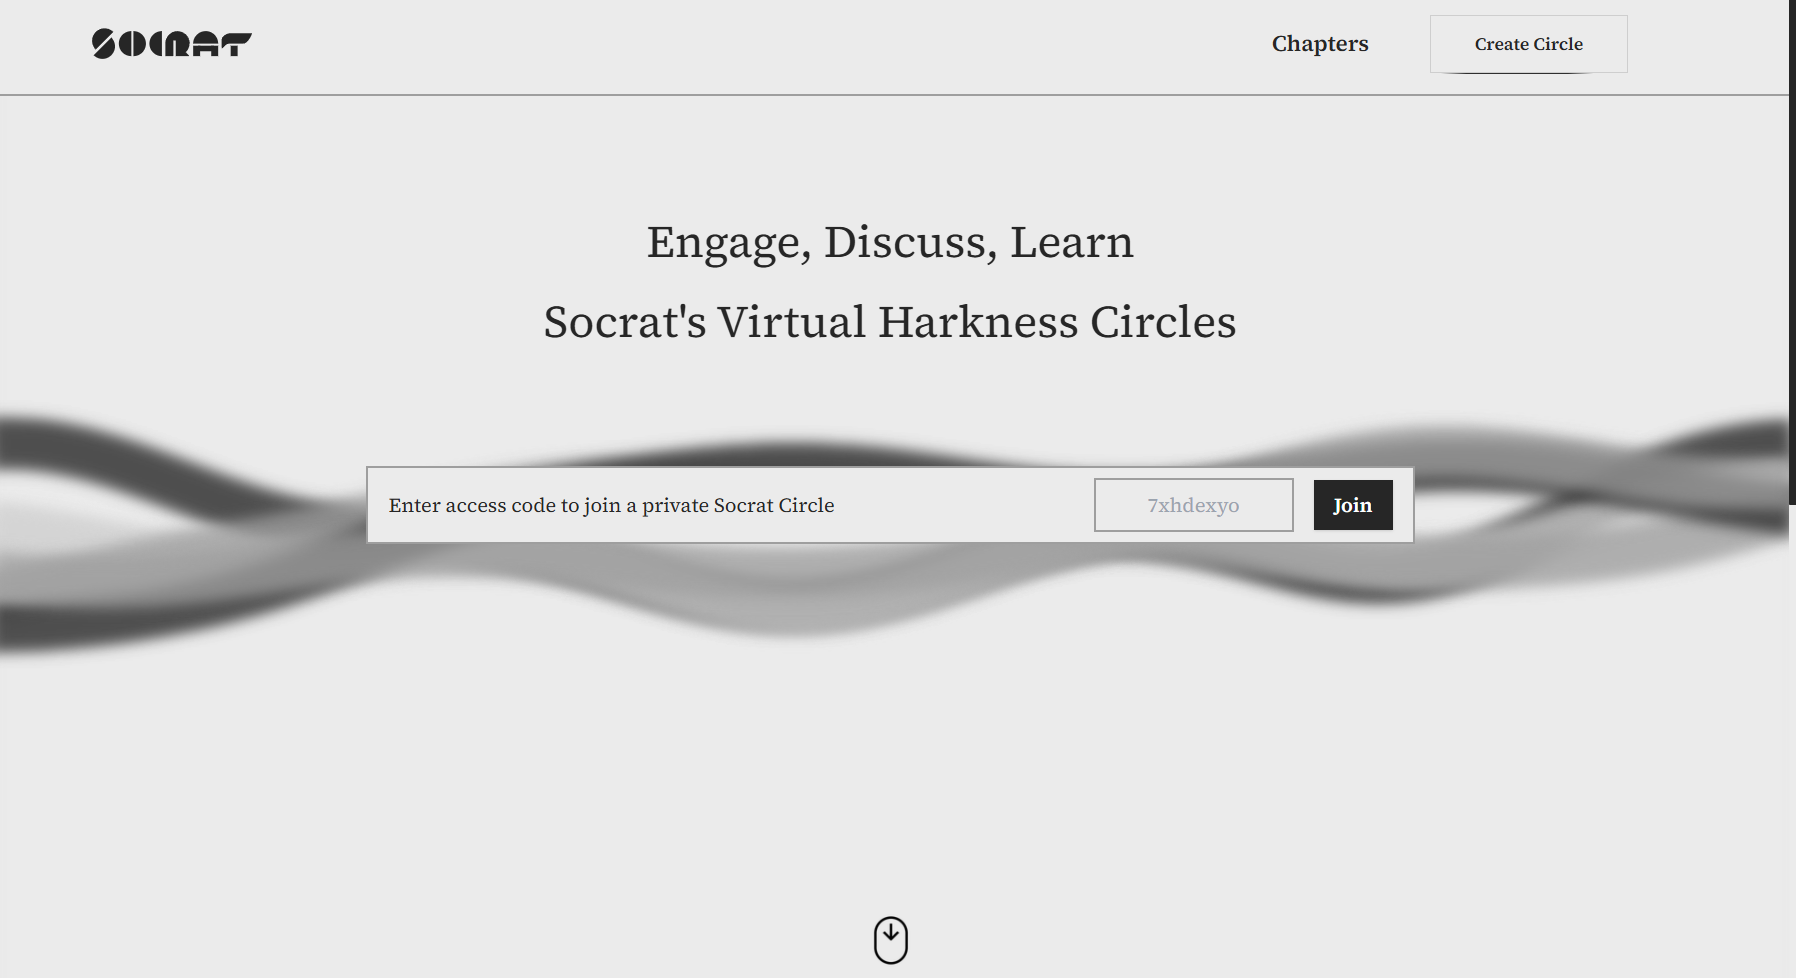 SOCRAT
Chapters
Create Circle
Engage, Discuss, Learn
Socrat's Virtual Harkness Circles
Enter access code to join a private Socrat Circle
7xhdexyo
Join